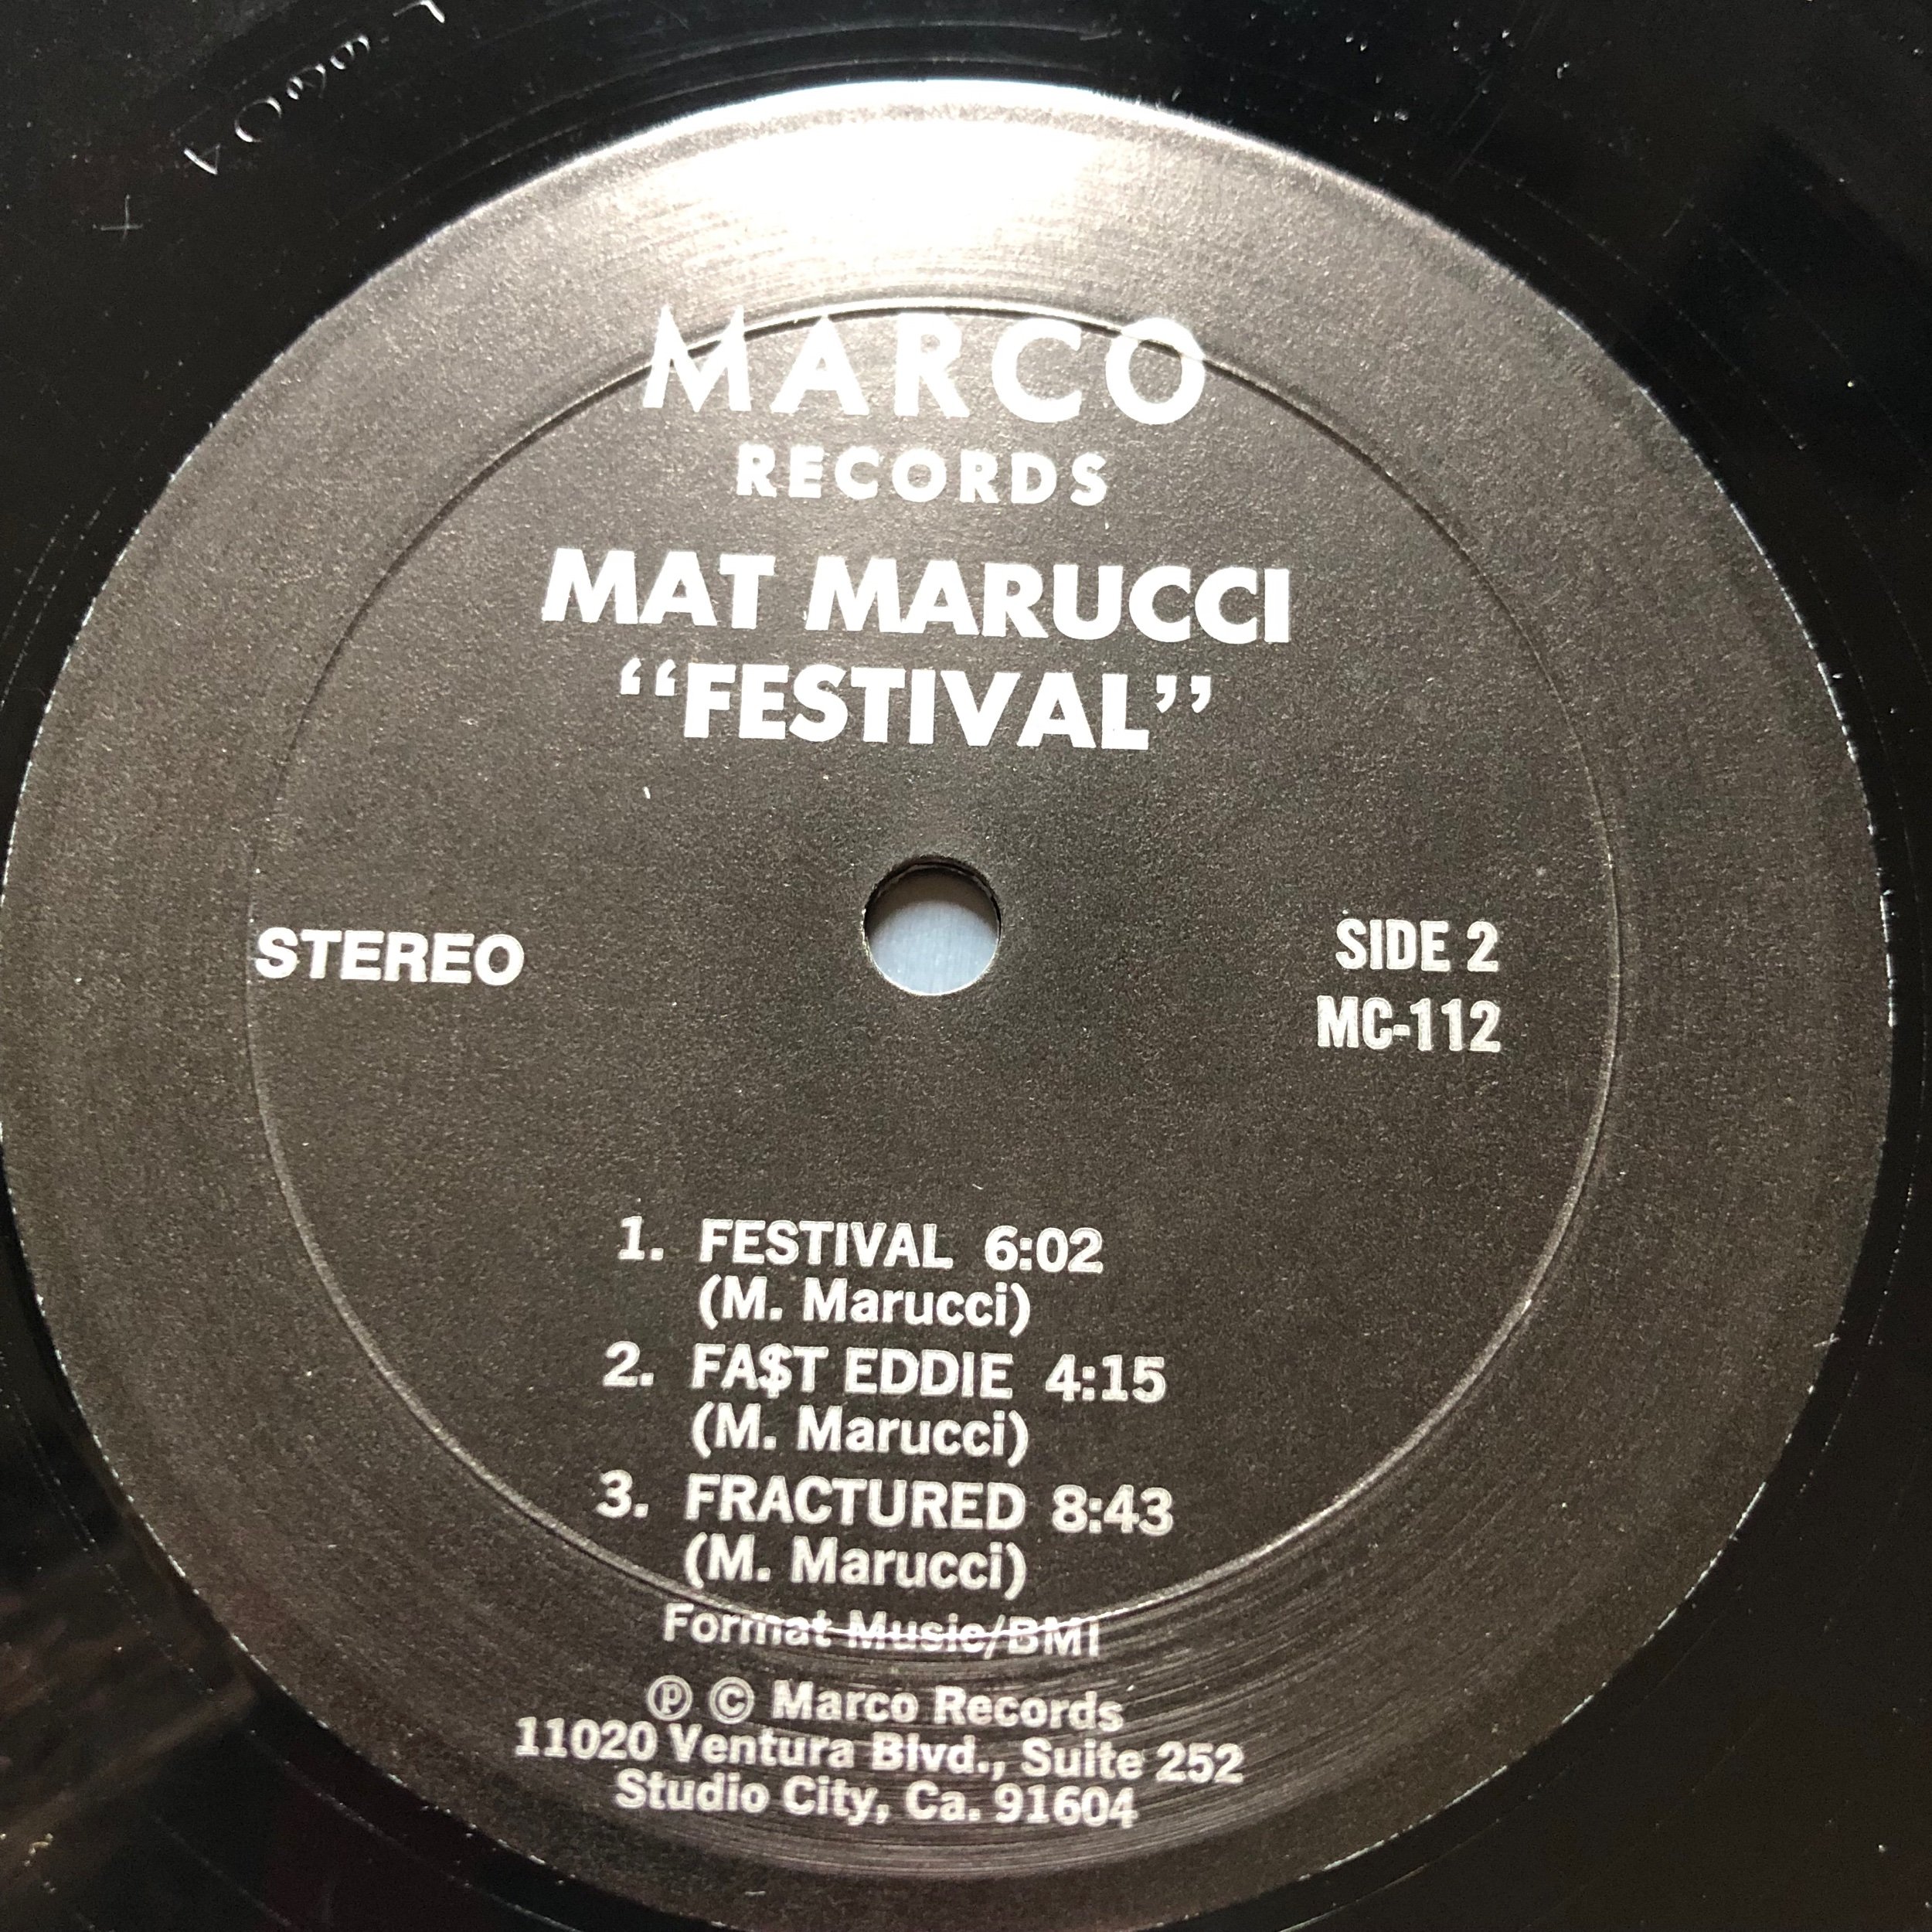 MARCO
RECORDS
MAT MARUCCI
“FESTIVAL”
STEREO
SIDE 2
MC-112
1. FESTIVAL 6:02
(M. Marucci)
2. FA$T EDDIE 4:15
(M. Marucci)
3. FRACTURED 8:43
(M. Marucci)
Format Music/BMI
Ⓟ © Marco Records
11020 Ventura Blvd., Suite 252
Studio City, Ca. 91604